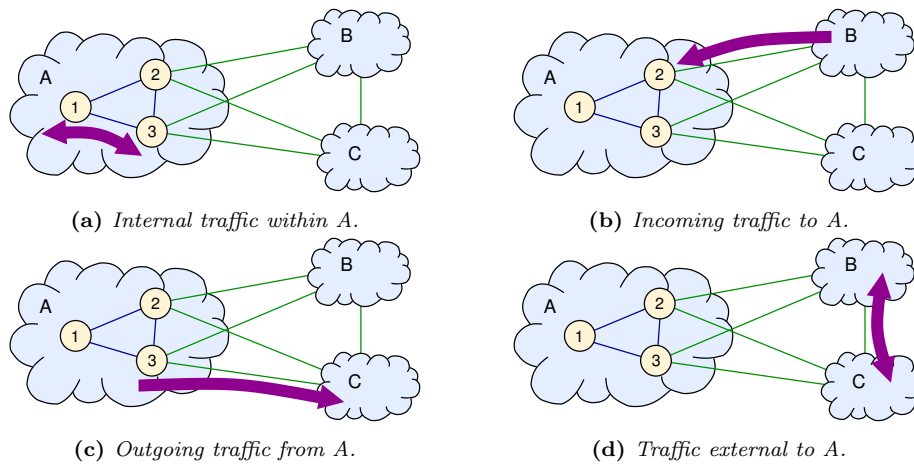 A
1
2
3
B
C
(a) Internal traffic within A.
A
1
2
3
B
C
(b) Incoming traffic to A.
A
1
2
3
B
C
(c) Outgoing traffic from A.
A
1
2
3
B
C
(d) Traffic external to A.